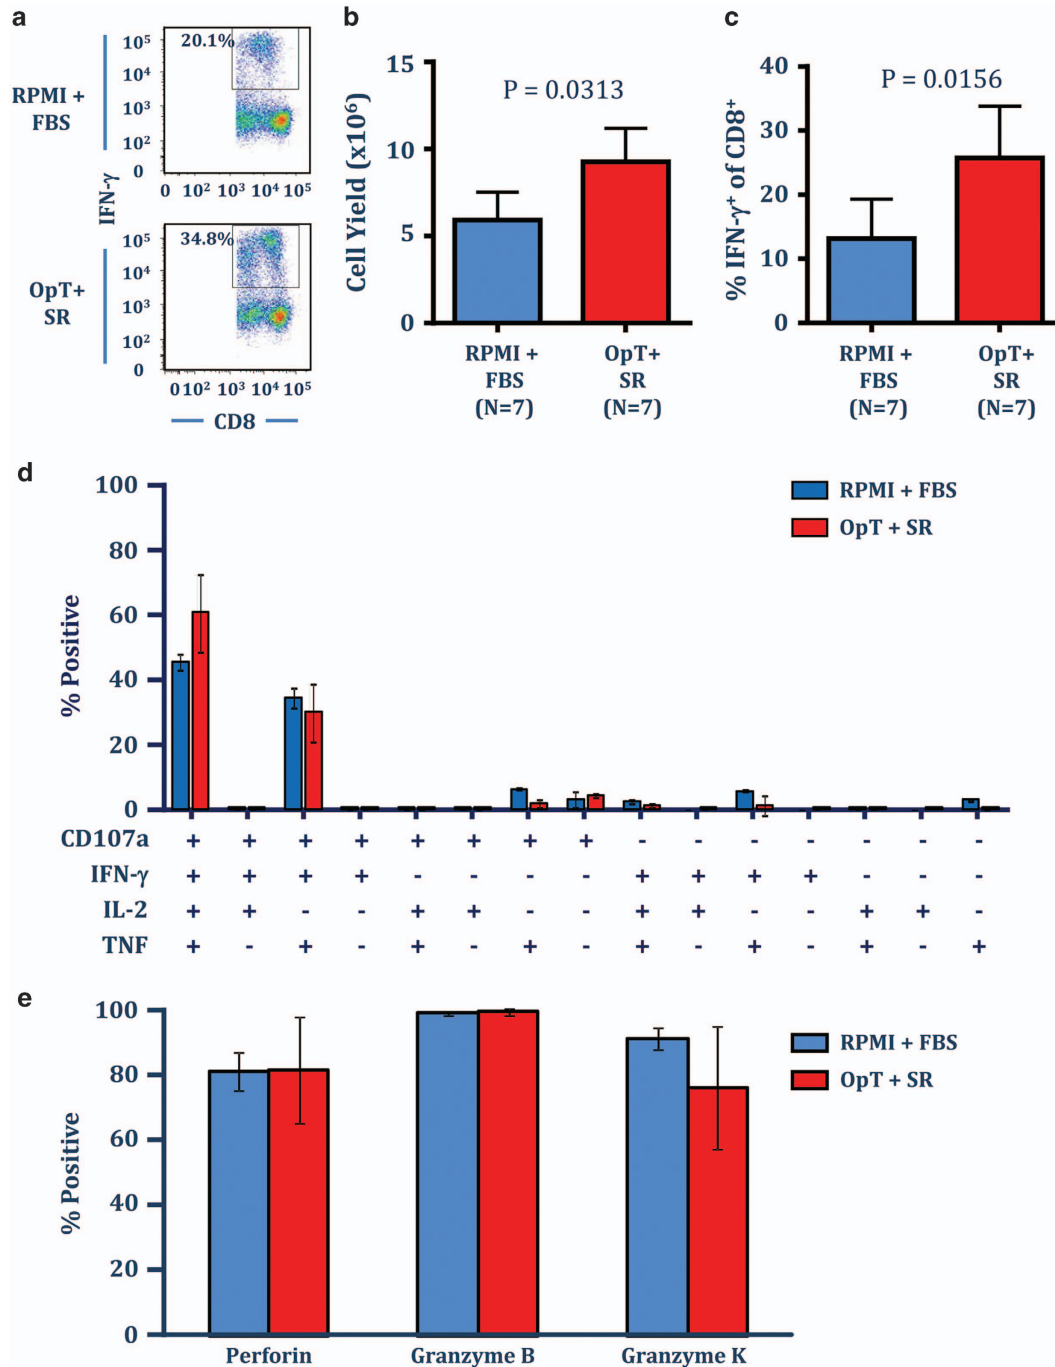 a
RPMI +
FBS
IFN-γ
20.1%
10⁵
10⁴
10³
10²
0
0 10² 10³ 10⁴ 10⁵
OpT+
SR
34.8%
10⁵
10⁴
10³
10²
0
0 10² 10³ 10⁴ 10⁵
CD8
b
Cell Yield (x10⁶)
15
10
5
0
P = 0.0313
RPMI +
FBS
(N=7)
OpT+
SR
(N=7)
c
% IFN-γ⁺ of CD8⁺
40
30
20
10
0
P = 0.0156
RPMI +
FBS
(N=7)
OpT+
SR
(N=7)
d
% Positive
100
80
60
40
20
0
RPMI + FBS
OpT + SR
CD107a + + + + + + + + - - - - - - -
IFN-γ + + + + - - - - + + + + - - -
IL-2 + + - - + + - - + + - - + + -
TNF + - + - + - + - + - + - + - +
e
% Positive
100
80
60
40
20
0
RPMI + FBS
OpT + SR
Perforin Granzyme B Granzyme K